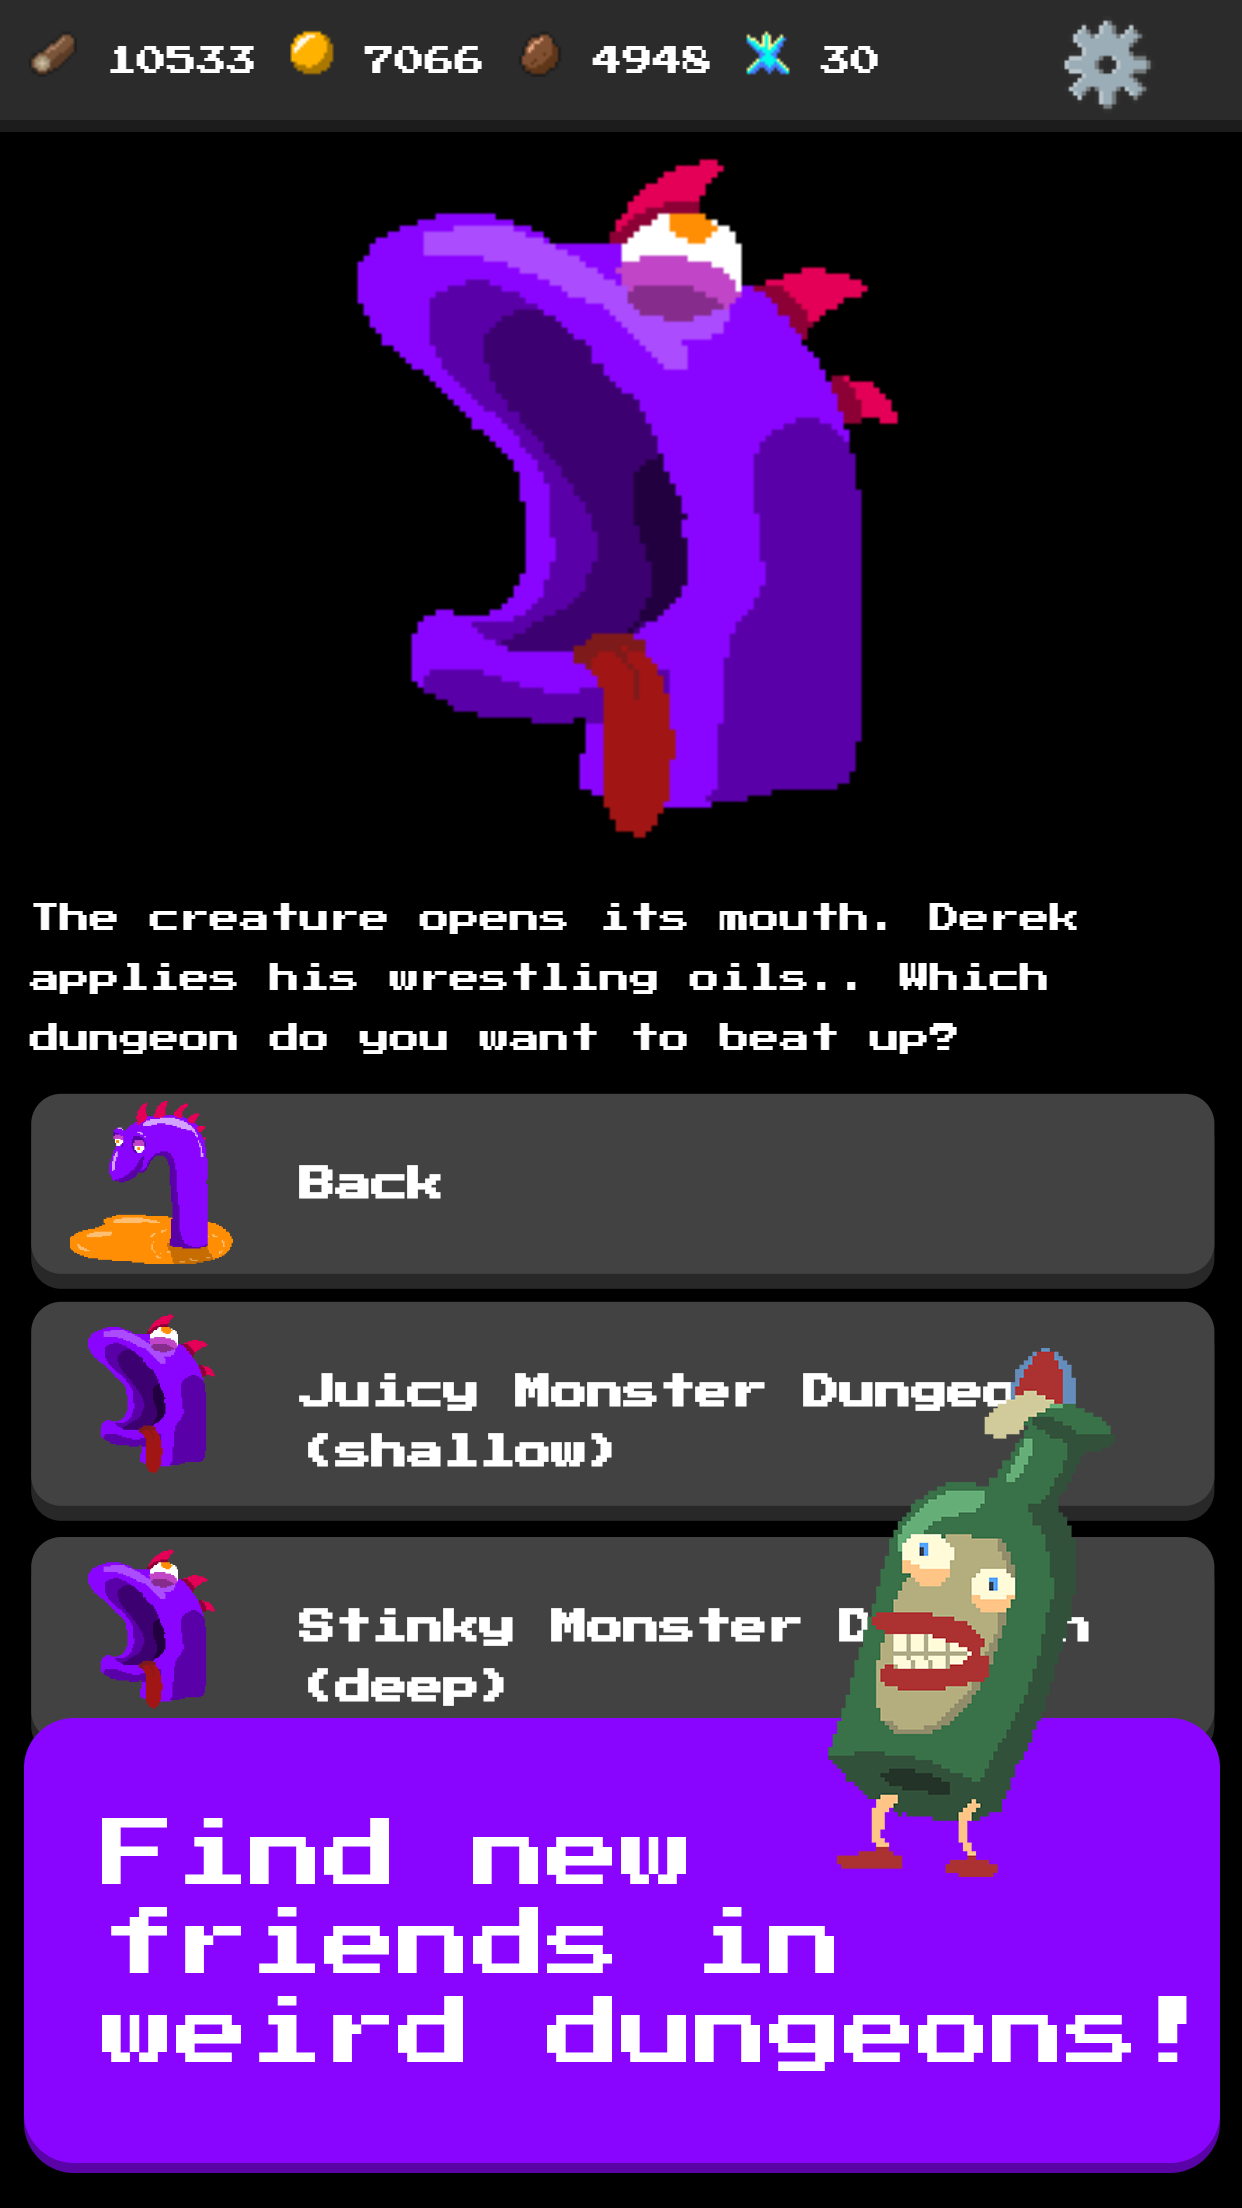 10533 7066 4948 30
The creature opens its mouth. Derek
applies his wrestling oils.. Which
dungeon do you want to beat up?
Back
Juicy Monster
(shallow)
Stinky Monster
(deep)
Find new
friends in
weird dungeons!